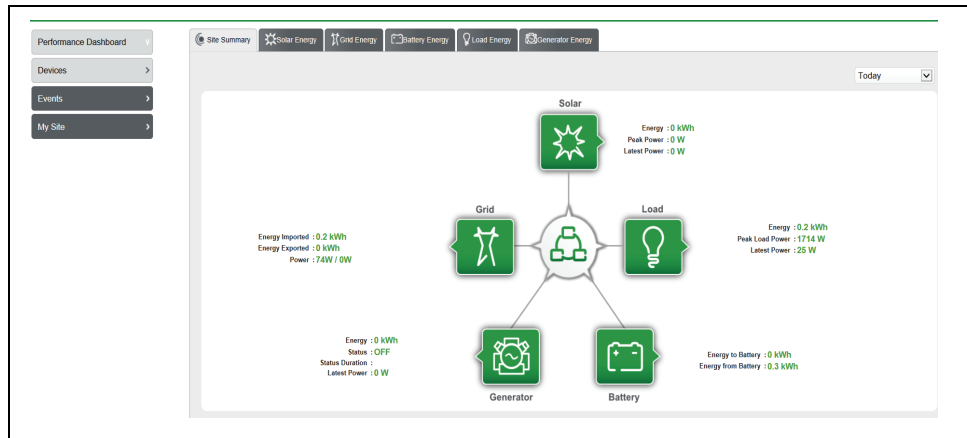 Performance Dashboard
Devices
Events
My Site
Site Summary
Solar Energy
Grid Energy
Battery Energy
Load Energy
Generator Energy
Today
Solar
Energy : 0 kWh
Peak Power : 0 W
Latest Power : 0 W
Grid
Energy Imported : 0.2 kWh
Energy Exported : 0 kWh
Power : 74W / 0W
Load
Energy : 0.2 kWh
Peak Load Power : 1714 W
Latest Power : 25 W
Energy : 0 kWh
Status : OFF
Status Duration :
Latest Power : 0 W
Generator
Energy to Battery : 0 kWh
Energy from Battery : 0.3 kWh
Battery